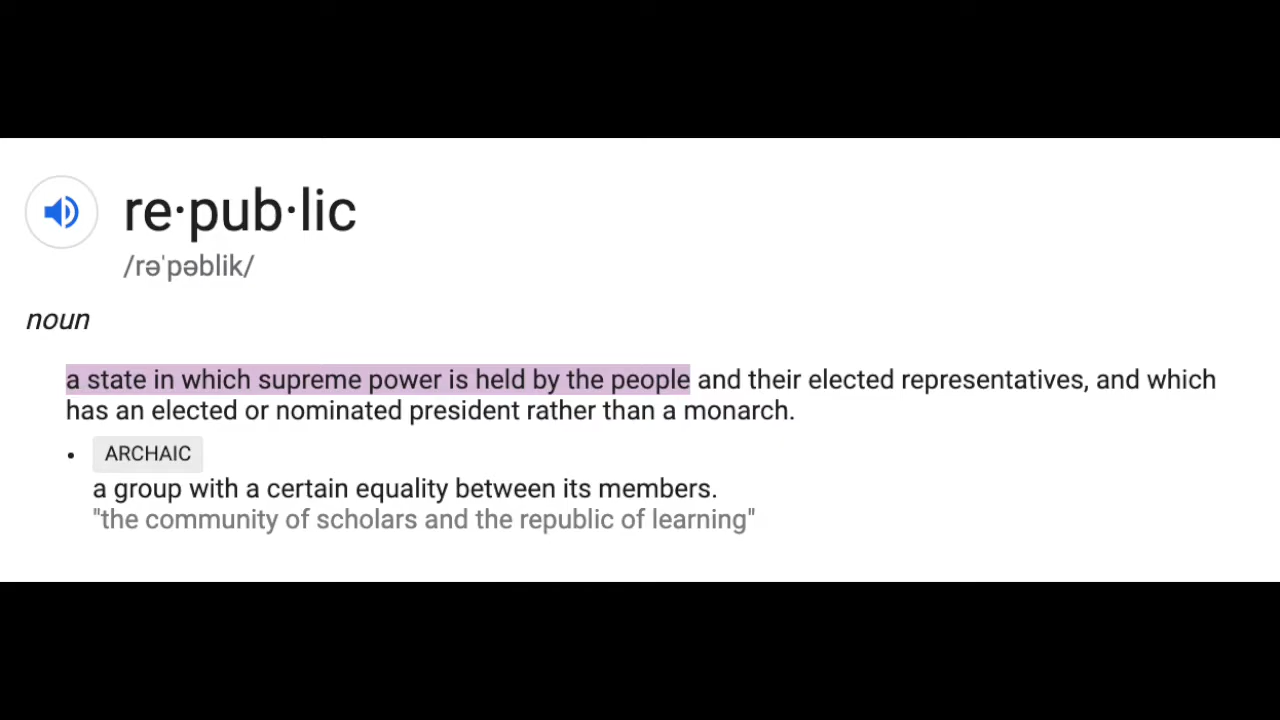 re·pub·lic
/rəˈpəblik/
noun
a state in which supreme power is held by the people and their elected representatives, and which
has an elected or nominated president rather than a monarch.
• ARCHAIC
a group with a certain equality between its members.
"the community of scholars and the republic of learning"